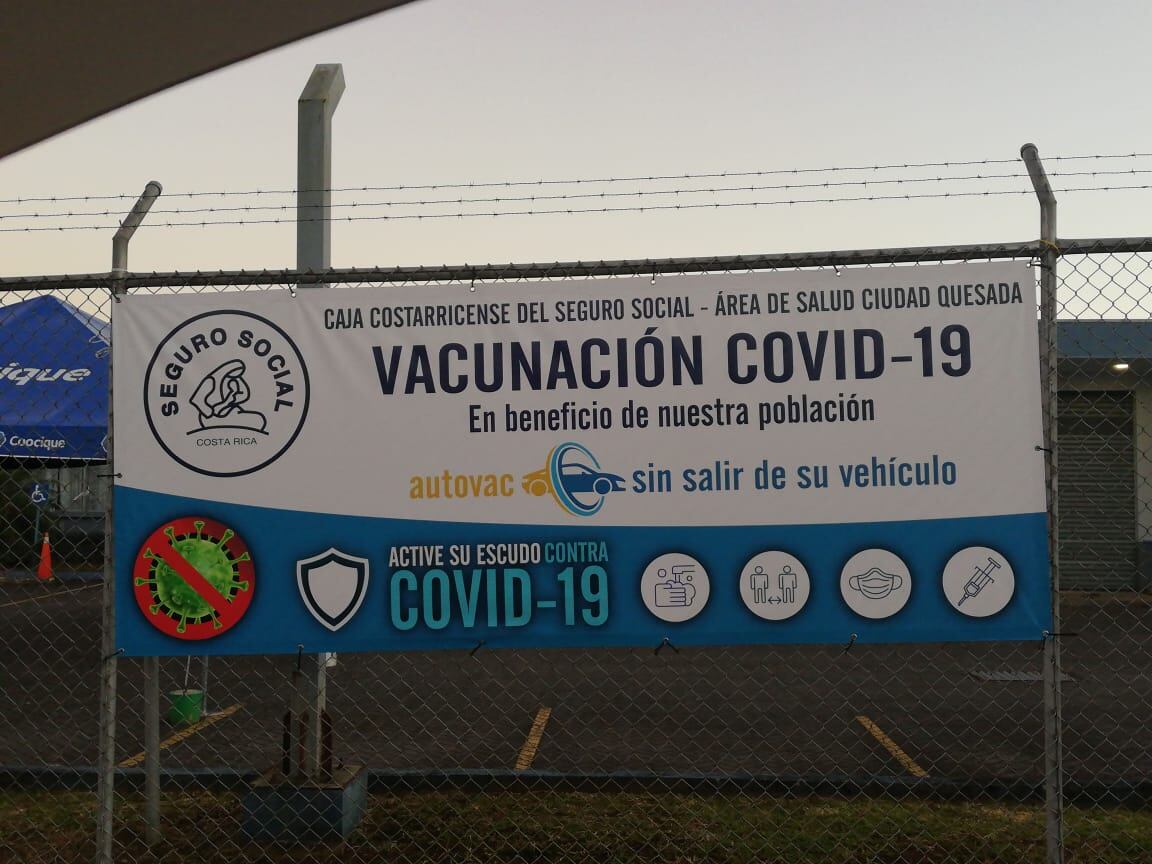 CAJA COSTARRICENSE DEL SEGURO SOCIAL - ÁREA DE SALUD CIUDAD QUESADA
SEGURO SOCIAL
COSTA RICA
VACUNACIÓN COVID-19
En beneficio de nuestra población
autovac sin salir de su vehículo
ique
Coocique
ACTIVE SU ESCUDO CONTRA
COVID-19